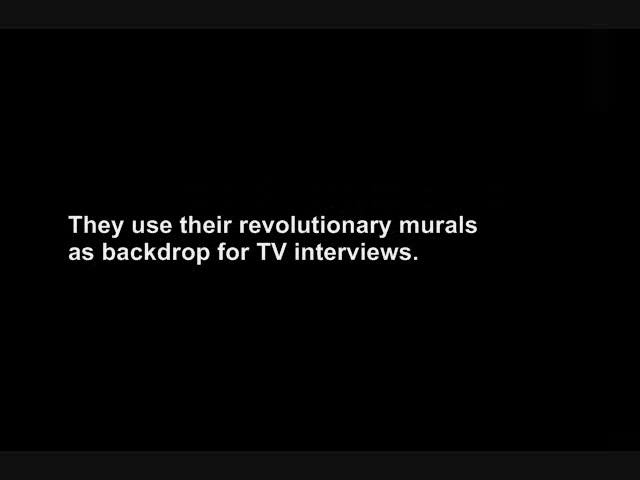 They use their revolutionary murals
as backdrop for TV interviews.